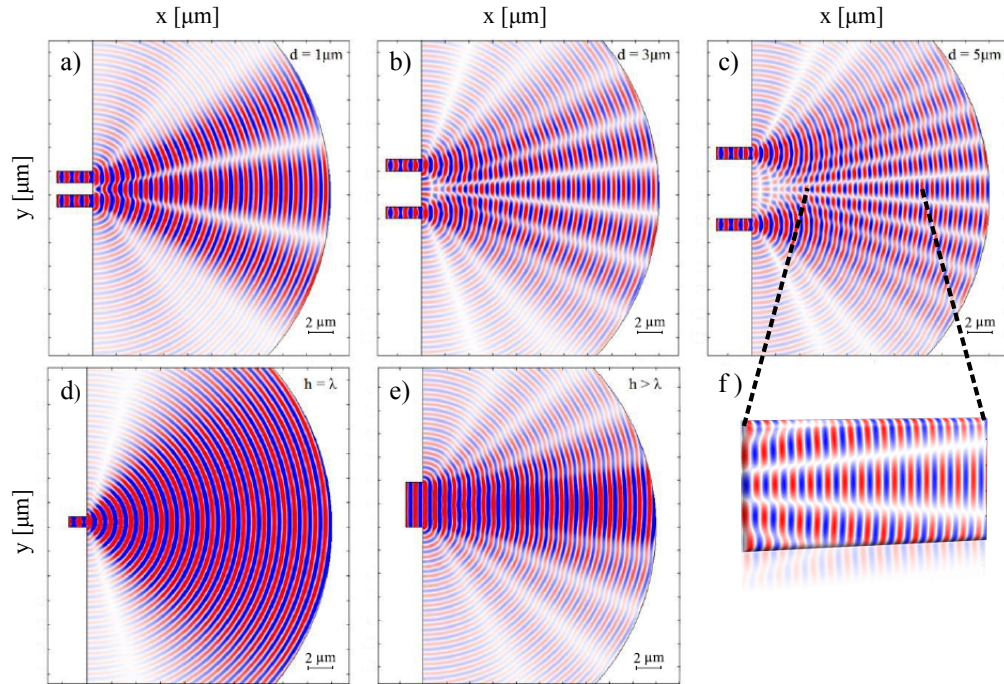 x [μm] x [μm] x [μm]
a) d = 1μm b) d = 3μm c) d = 5μm
y [μm]
2 μm 2 μm 2 μm
d) h = λ e) h > λ f )
y [μm]
2 μm 2 μm